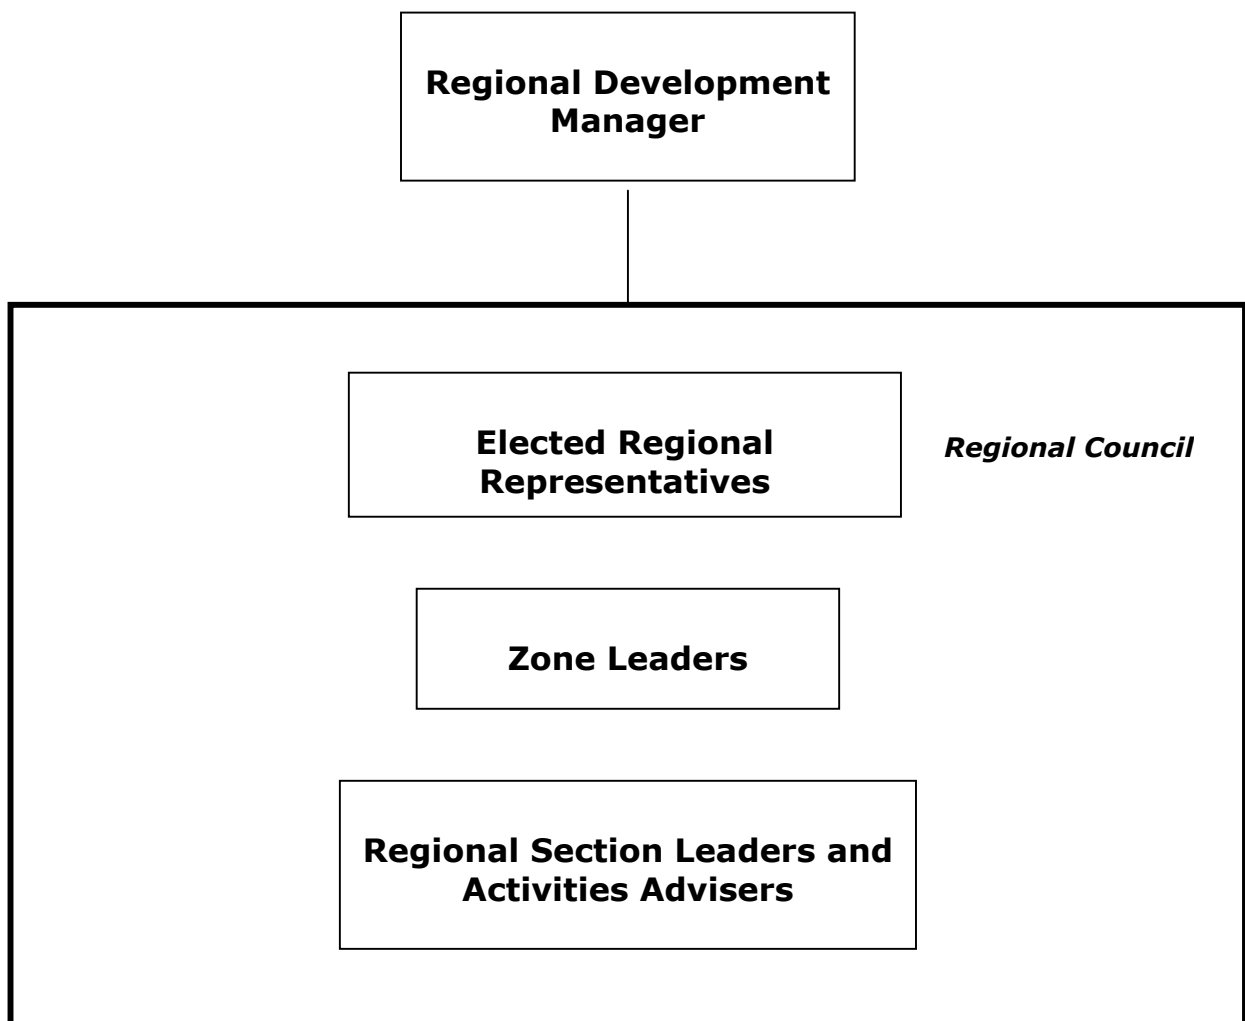 Regional Development
Manager
Elected Regional
Representatives
Regional Council
Zone Leaders
Regional Section Leaders and
Activities Advisers